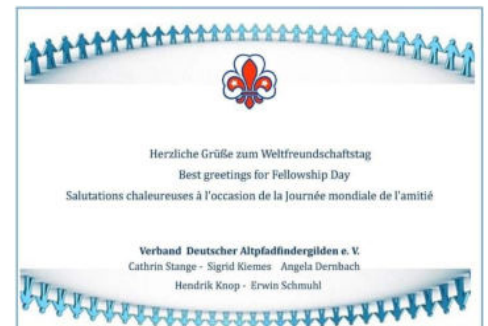 Herzliche Grüße zum Weltfreundschaftstag
Best greetings for Fellowship Day
Salutations chaleureuses à l'occasion de la Journée mondiale de l'amitié
Verband Deutscher Altpfadfindergilden e. V.
Cathrin Stange - Sigrid Kiemes Angela Dernbach
Hendrik Knop - Erwin Schmuhl